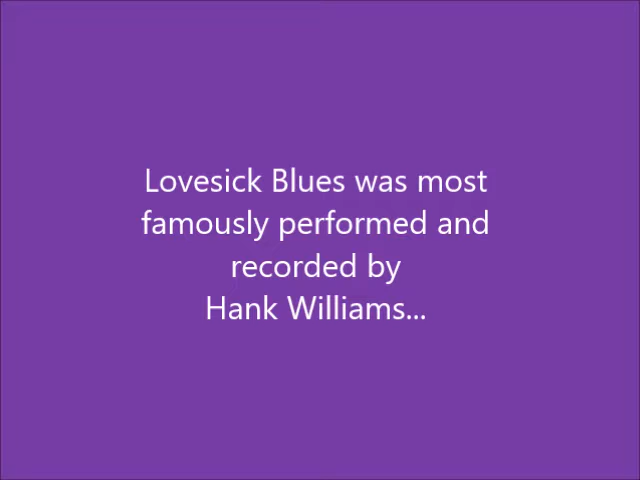 Lovesick Blues was most
famously performed and
recorded by
Hank Williams...